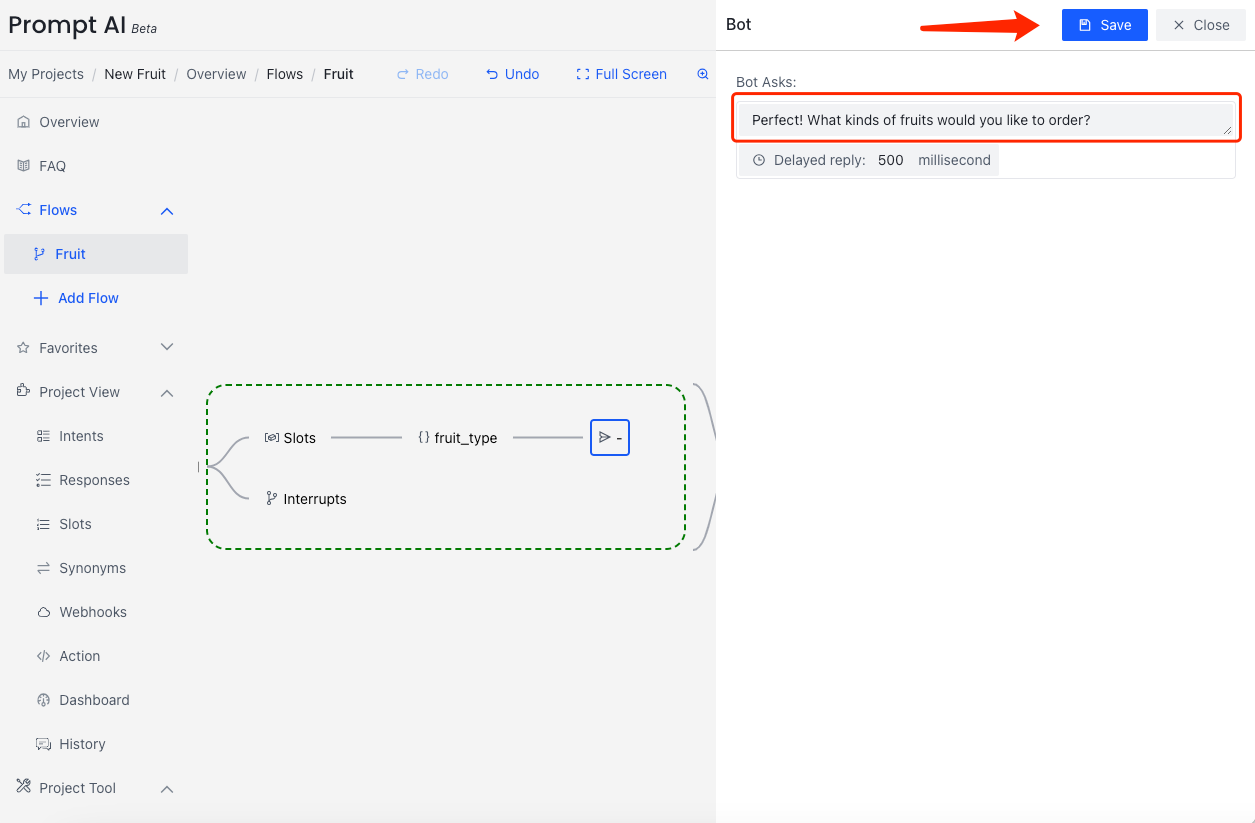 Prompt AI Beta
Bot
Save
Close
My Projects / New Fruit / Overview / Flows / Fruit
Redo
Undo
Full Screen
Bot Asks:
Perfect! What kinds of fruits would you like to order?
Delayed reply: 500 millisecond
Overview
FAQ
Flows
Fruit
Add Flow
Favorites
Project View
Intents
Responses
Slots
Synonyms
Webhooks
Action
Dashboard
History
Project Tool
Slots
{} fruit_type
-
Interrupts